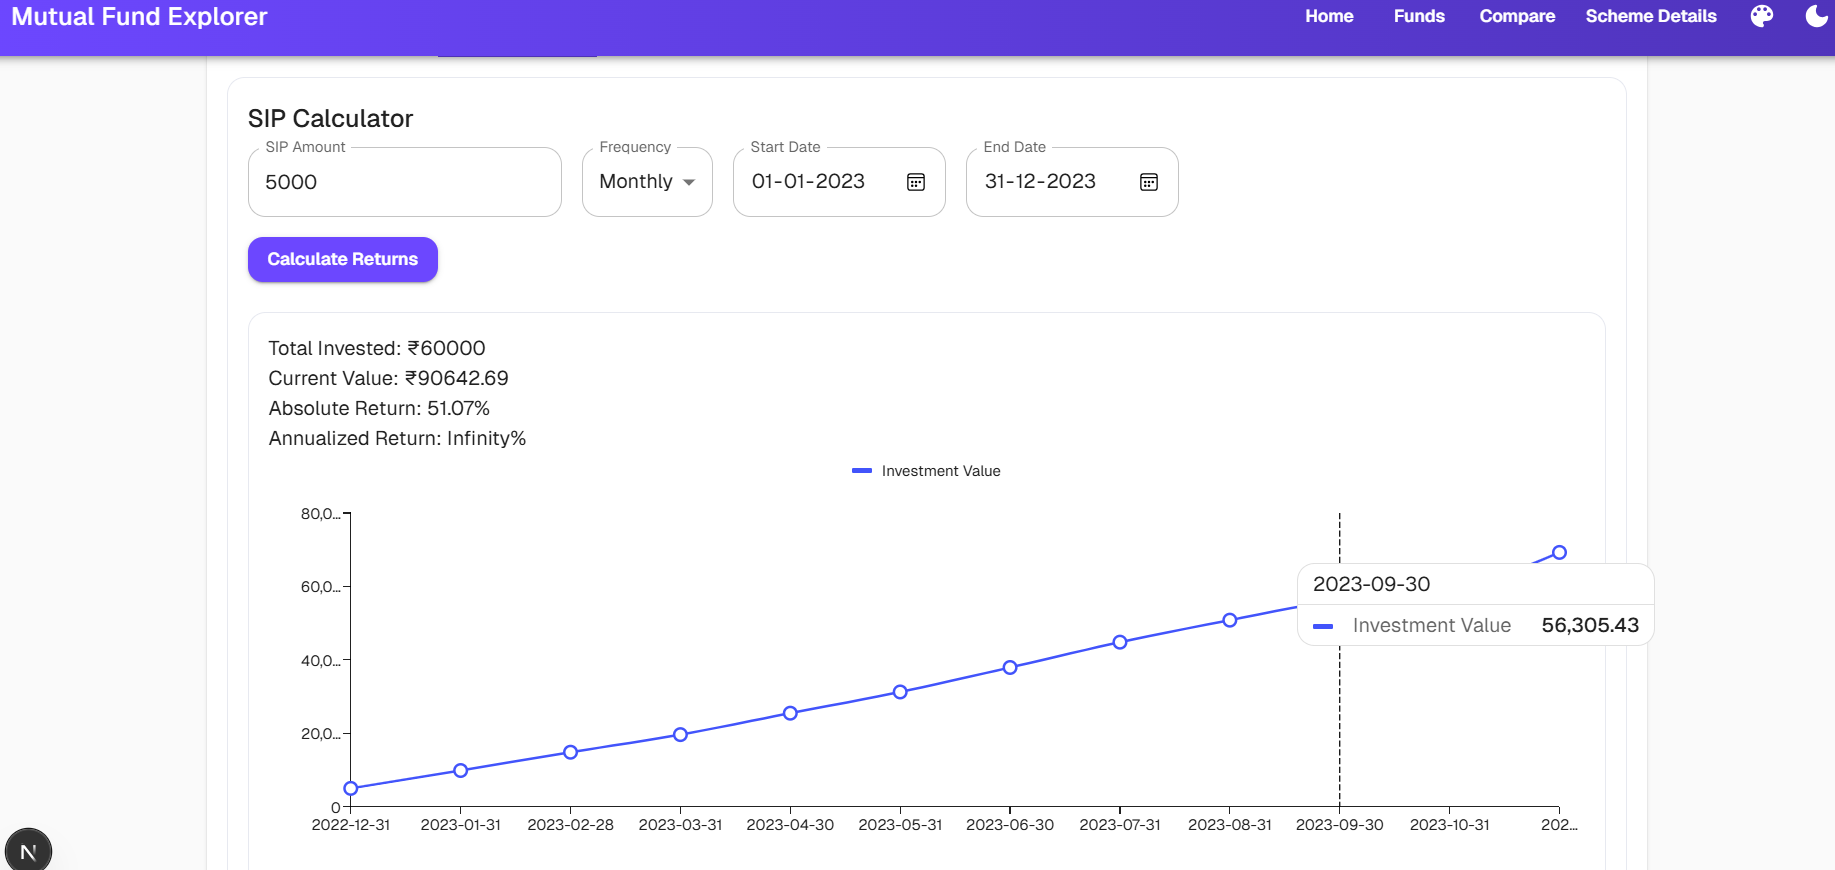 Mutual Fund Explorer
Home Funds Compare Scheme Details
SIP Calculator
SIP Amount Frequency Start Date End Date
5000 Monthly 01-01-2023 31-12-2023
Calculate Returns
Total Invested: ₹60000
Current Value: ₹90642.69
Absolute Return: 51.07%
Annualized Return: Infinity%
Investment Value
80,0...
2023-09-30
60,0...
Investment Value 56,305.43
40,0...
20,0...
0
2022-12-31 2023-01-31 2023-02-28 2023-03-31 2023-04-30 2023-05-31 2023-06-30 2023-07-31 2023-08-31 2023-09-30 2023-10-31 202...
N